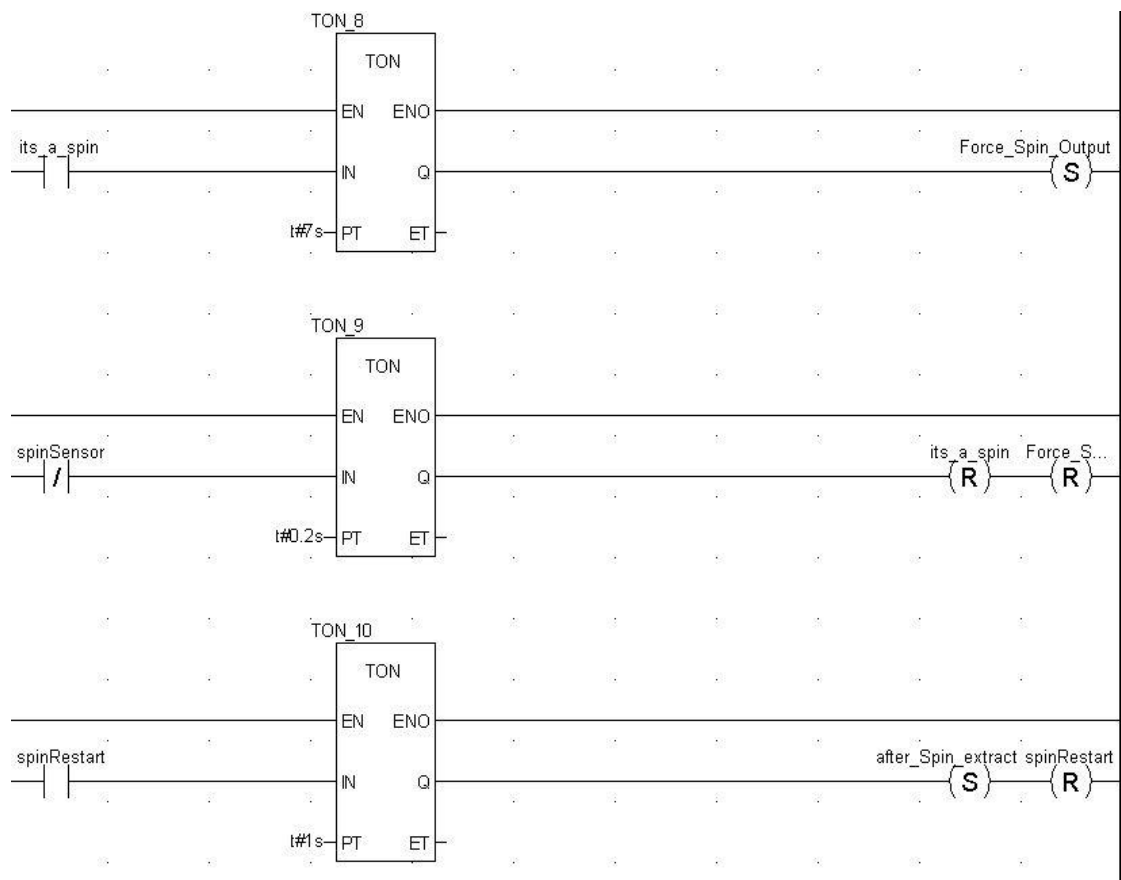 TON_8
TON
EN ENO
its_a_spin
Force_Spin_Output
IN Q
S
t#7s PT ET
TON_9
TON
EN ENO
spinSensor
its_a_spin Force_S...
/ IN Q
R R
t#0.2s PT ET
TON_10
TON
EN ENO
spinRestart
after_Spin_extract spinRestart
IN Q
S R
t#1s PT ET